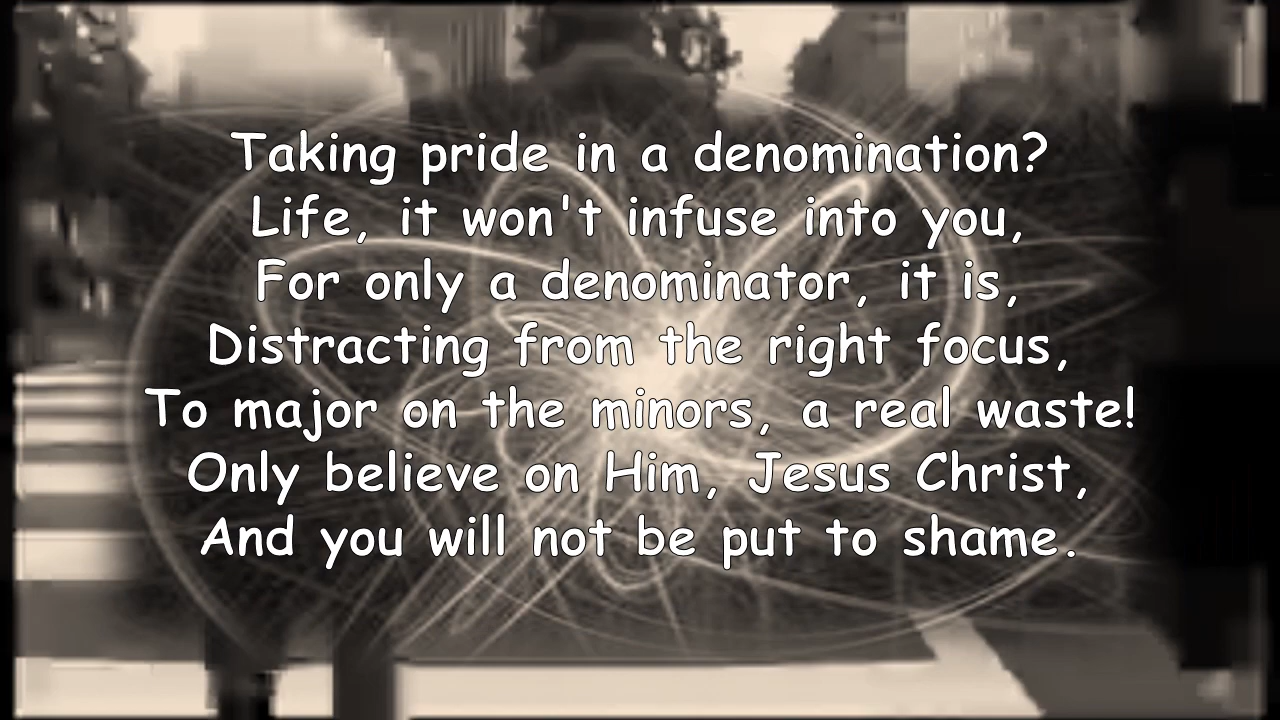 Taking pride in a denomination?
Life, it won't infuse into you,
For only a denominator, it is,
Distracting from the right focus,
To major on the minors, a real waste!
Only believe on Him, Jesus Christ,
And you will not be put to shame.